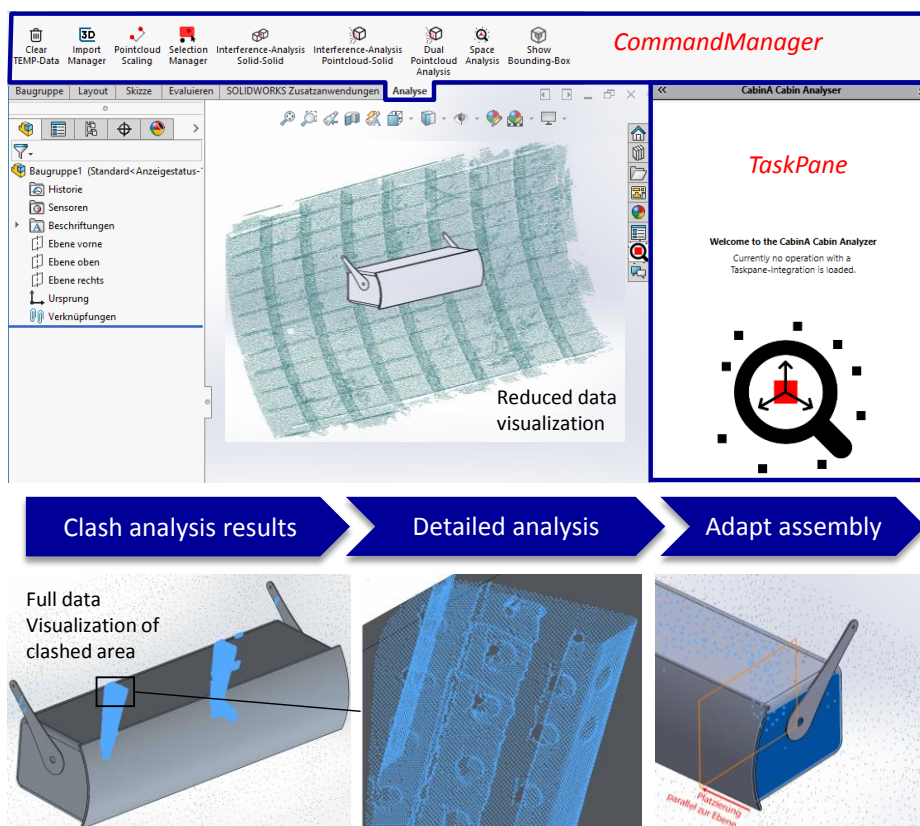 Clear
TEMP-Data
Import
Manager
Pointcloud
Scaling
Selection
Manager
Interference-Analysis
Solid-Solid
Interference-Analysis
Pointcloud-Solid
Dual
Pointcloud
Analysis
Space
Analysis
Show
Bounding-Box
CommandManager
Baugruppe
Layout
Skizze
Evaluieren
SOLIDWORKS Zusatzanwendungen
Analyse
CabinA Cabin Analyser
Baugruppe1 (Standard<Anzeigestatus-
Historie
Sensoren
Beschriftungen
Ebene vorne
Ebene oben
Ebene rechts
Ursprung
Verknüpfungen
Reduced data
visualization
TaskPane
Welcome to the CabinA Cabin Analyzer
Currently no operation with a
Taskpane-Integration is loaded.
Clash analysis results
Detailed analysis
Adapt assembly
Full data
Visualization of
clashed area
Platzierung
parallel zur Ebene